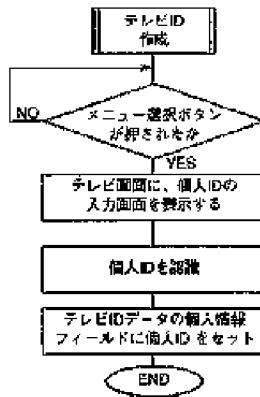 テレビID
作成
メニュー選択ボタン
が押されたか
NO
YES
テレビ画面に、個人IDの
入力画面を表示する
個人IDを認識
テレビIDデータの個人情報
フィールドに個人ID をセット
END